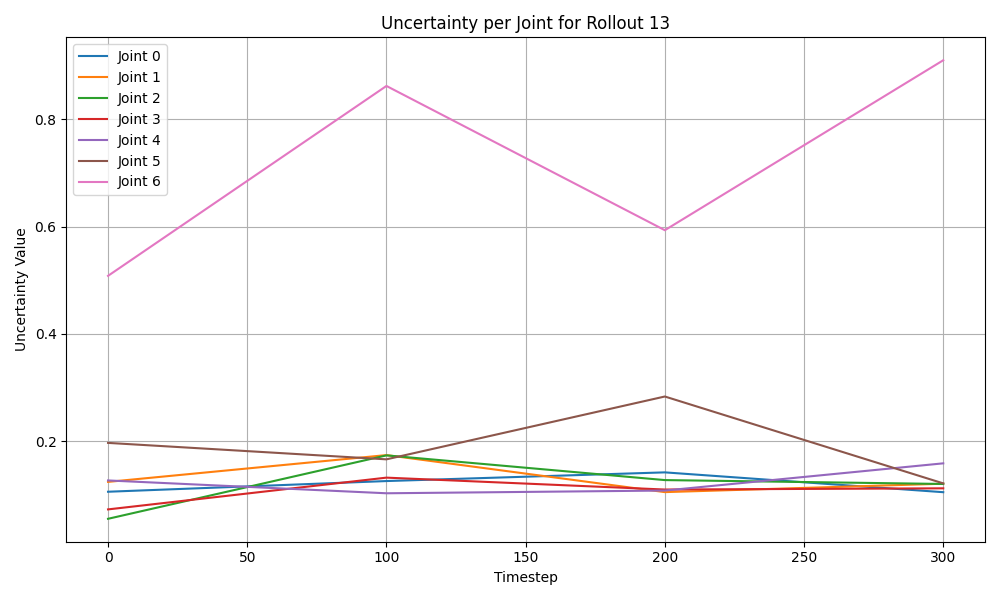 Uncertainty per Joint for Rollout 13
Joint 0
Joint 1
Joint 2
Joint 3
Joint 4
Joint 5
Joint 6
0.8
0.6
0.4
0.2
Uncertainty Value
0 50 100 150 200 250 300
Timestep